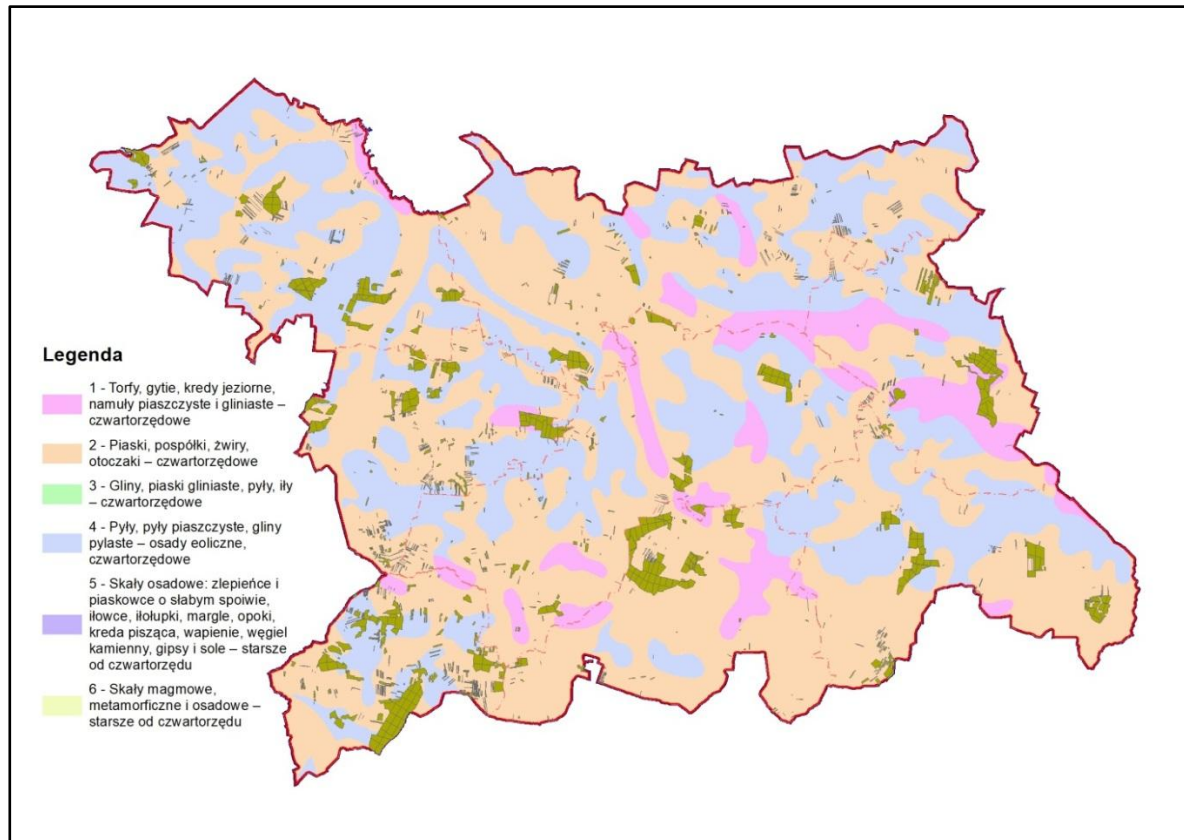 Legenda
1 - Torfy, gytie, kredy jeziorne,
namuły piaszczyste i gliniaste –
czwartorzędowe
2 - Piaski, pospółki, żwiry,
otoczaki – czwartorzędowe
3 - Gliny, piaski gliniaste, pyły, iły
– czwartorzędowe
4 - Pyły, pyły piaszczyste, gliny
pylaste – osady eoliczne,
czwartorzędowe
5 - Skały osadowe: zlepieńce i
piaskowce o słabym spoiwie,
iłowce, iłołupki, margle, opoki,
kreda pisząca, wapienie, węgiel
kamienny, gipsy i sole – starsze
od czwartorzędu
6 - Skały magmowe,
metamorficzne i osadowe –
starsze od czwartorzędu